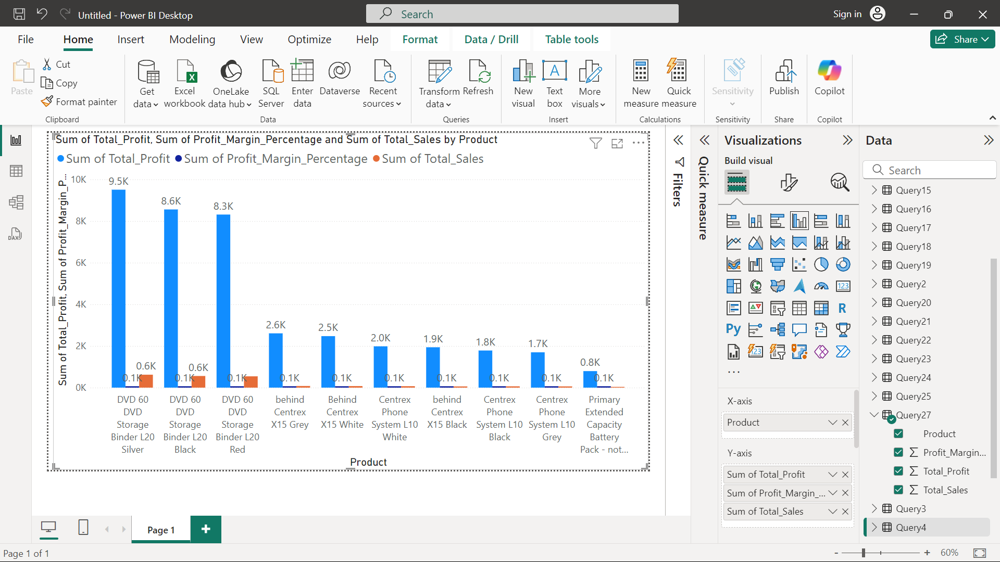 Untitled - Power BI Desktop
Search
Sign in
File
Home
Insert
Modeling
View
Optimize
Help
Format
Data / Drill
Table tools
Share
Paste
Cut
Copy
Format painter
Clipboard
Get data
Excel workbook
OneLake data hub
SQL Server
Enter data
Dataverse
Recent sources
Data
Transform data
Refresh
Queries
New visual
Text box
More visuals
Insert
New measure
Quick measure
Calculations
Sensitivity
Sensitivity
Publish
Share
Copilot
Copilot
Sum of Total_Profit, Sum of Profit_Margin_Percentage and Sum of Total_Sales by Product
Sum of Total_Profit
Sum of Profit_Margin_Percentage
Sum of Total_Sales
Sum of Total_Profit, Sum of Profit_Margin_P...
10K
8K
6K
4K
2K
0K
9.5K
8.6K
8.3K
2.6K
2.5K
2.0K
1.9K
1.8K
1.7K
0.8K
0.1K
0.6K
0.1K
0.6K
0.1K
0.1K
0.1K
0.1K
0.1K
0.1K
0.1K
0.1K
DVD 60 DVD Storage Binder L20 Silver
DVD 60 DVD Storage Binder L20 Black
DVD 60 DVD Storage Binder L20 Red
behind Centrex X15 Grey
Behind Centrex X15 White
Centrex Phone System L10 White
behind Centrex X15 Black
Centrex Phone System L10 Black
Centrex Phone System L10 Grey
Primary Extended Capacity Battery Pack - not...
Product
Filters
Quick measure
Visualizations
Build visual
123
R
Py
123
X-axis
Product
Y-axis
Sum of Total_Profit
Sum of Profit_Margin_...
Sum of Total_Sales
Data
Search
Query15
Query16
Query17
Query18
Query19
Query2
Query20
Query21
Query22
Query23
Query24
Query25
Query27
Product
Profit_Margin...
Total_Profit
Total_Sales
Query3
Query4
DAX
Page 1
Page 1 of 1
60%